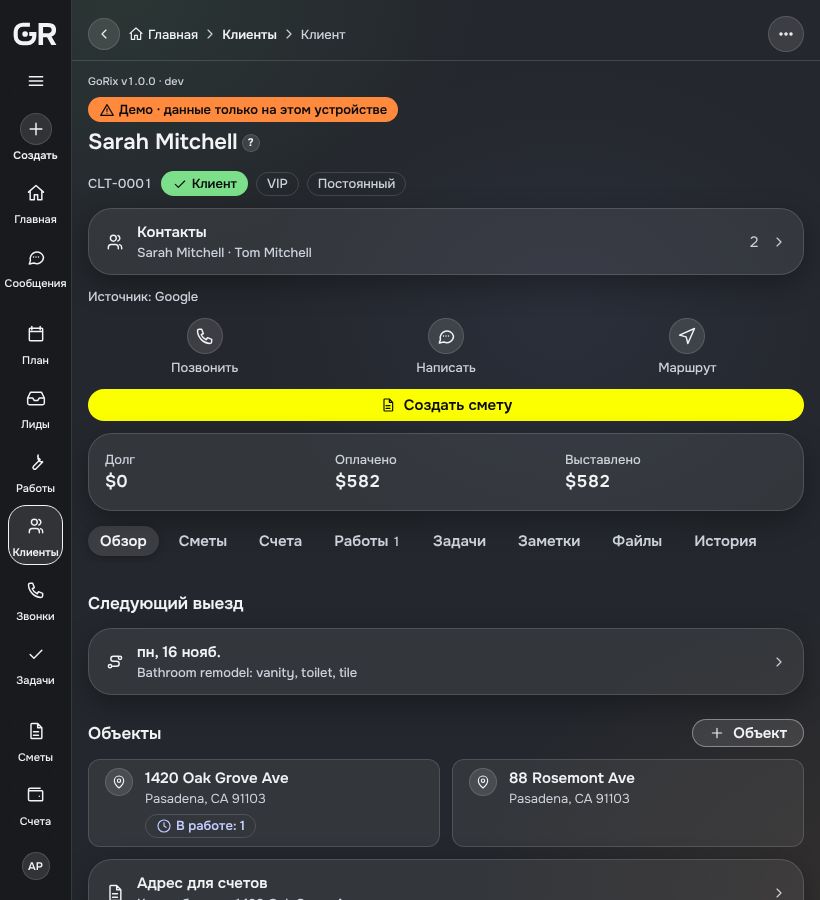 GR
Главная
Клиенты
Клиент
GoRix v1.0.0 · dev
Демо · данные только на этом устройстве
Sarah Mitchell ?
CLT-0001
Клиент
VIP
Постоянный
Контакты
Sarah Mitchell · Tom Mitchell
2
Источник: Google
Позвонить
Написать
Маршрут
Создать смету
Долг
$0
Оплачено
$582
Выставлено
$582
Обзор
Сметы
Счета
Работы 1
Задачи
Заметки
Файлы
История
Следующий выезд
пн, 16 нояб.
Bathroom remodel: vanity, toilet, tile
Объекты
Объект
1420 Oak Grove Ave
Pasadena, CA 91103
В работе: 1
88 Rosemont Ave
Pasadena, CA 91103
Адрес для счетов
Создать
Главная
Сообщения
План
Лиды
Работы
Клиенты
Звонки
Задачи
Сметы
Счета
AP